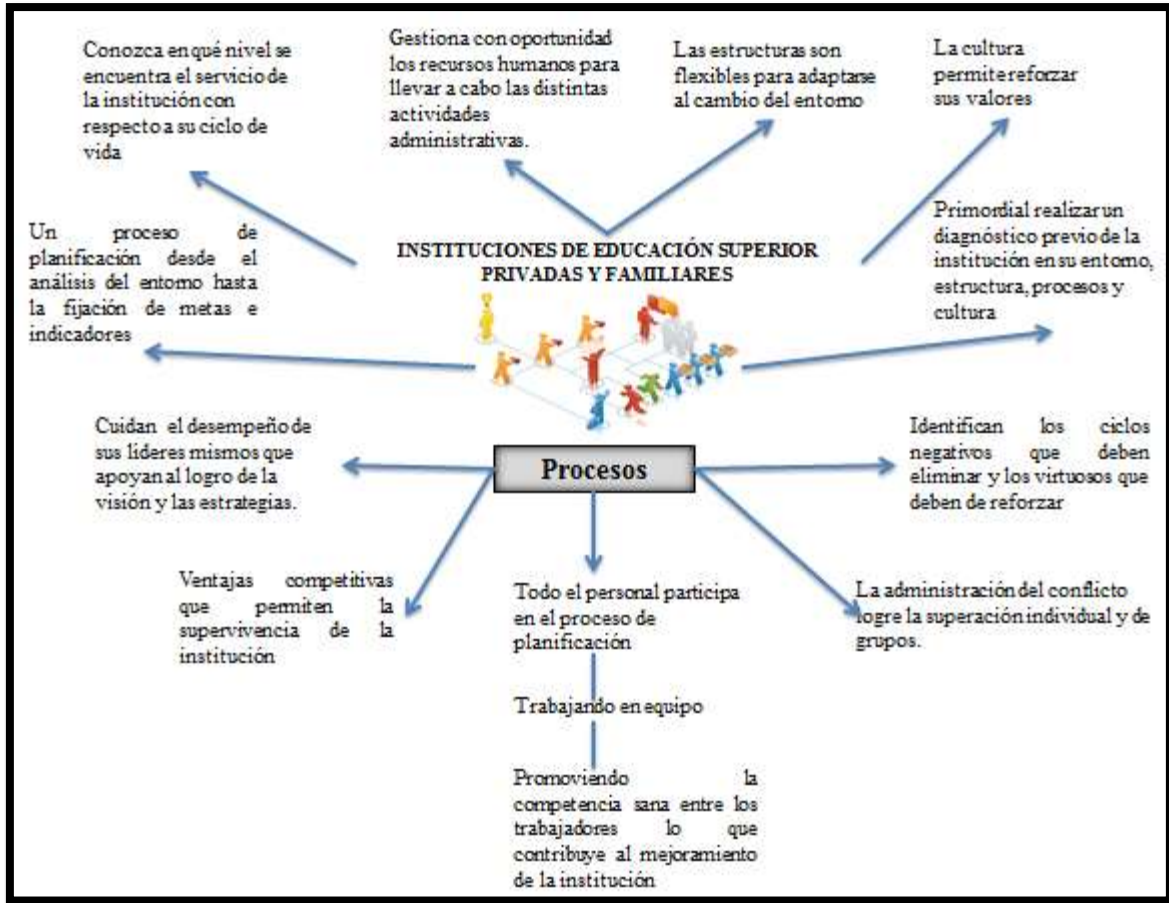 Conozca en qué nivel se
encuentra el servicio de
la institución con
respecto a su ciclo de
vida
Gestiona con oportunidad
los recursos humanos para
llevar a cabo las distintas
actividades
administrativas.
Las estructuras son
flexibles para adaptarse
al cambio del entorno
La cultura
permite reforzar
sus valores
Un proceso de
planificación desde el
análisis del entorno hasta
la fijación de metas e
indicadores
INSTITUCIONES DE EDUCACIÓN SUPERIOR
PRIVADAS Y FAMILIARES
Primordial realizar un
diagnóstico previo de la
institución en su entorno,
estructura, procesos y
cultura
Cuidan el desempeño de
sus líderes mismos que
apoyan al logro de la
visión y las estrategias.
Procesos
Identifican los ciclos
negativos que deben
eliminar y los virtuosos que
deben de reforzar
Ventajas competitivas
que permiten la
supervivencia de la
institución
Todo el personal participa
en el proceso de
planificación
La administración del conflicto
logre la superación individual y de
grupos.
Trabajando en equipo
Promoviendo la
competencia sana entre los
trabajadores lo que
contribuye al mejoramiento
de la institución